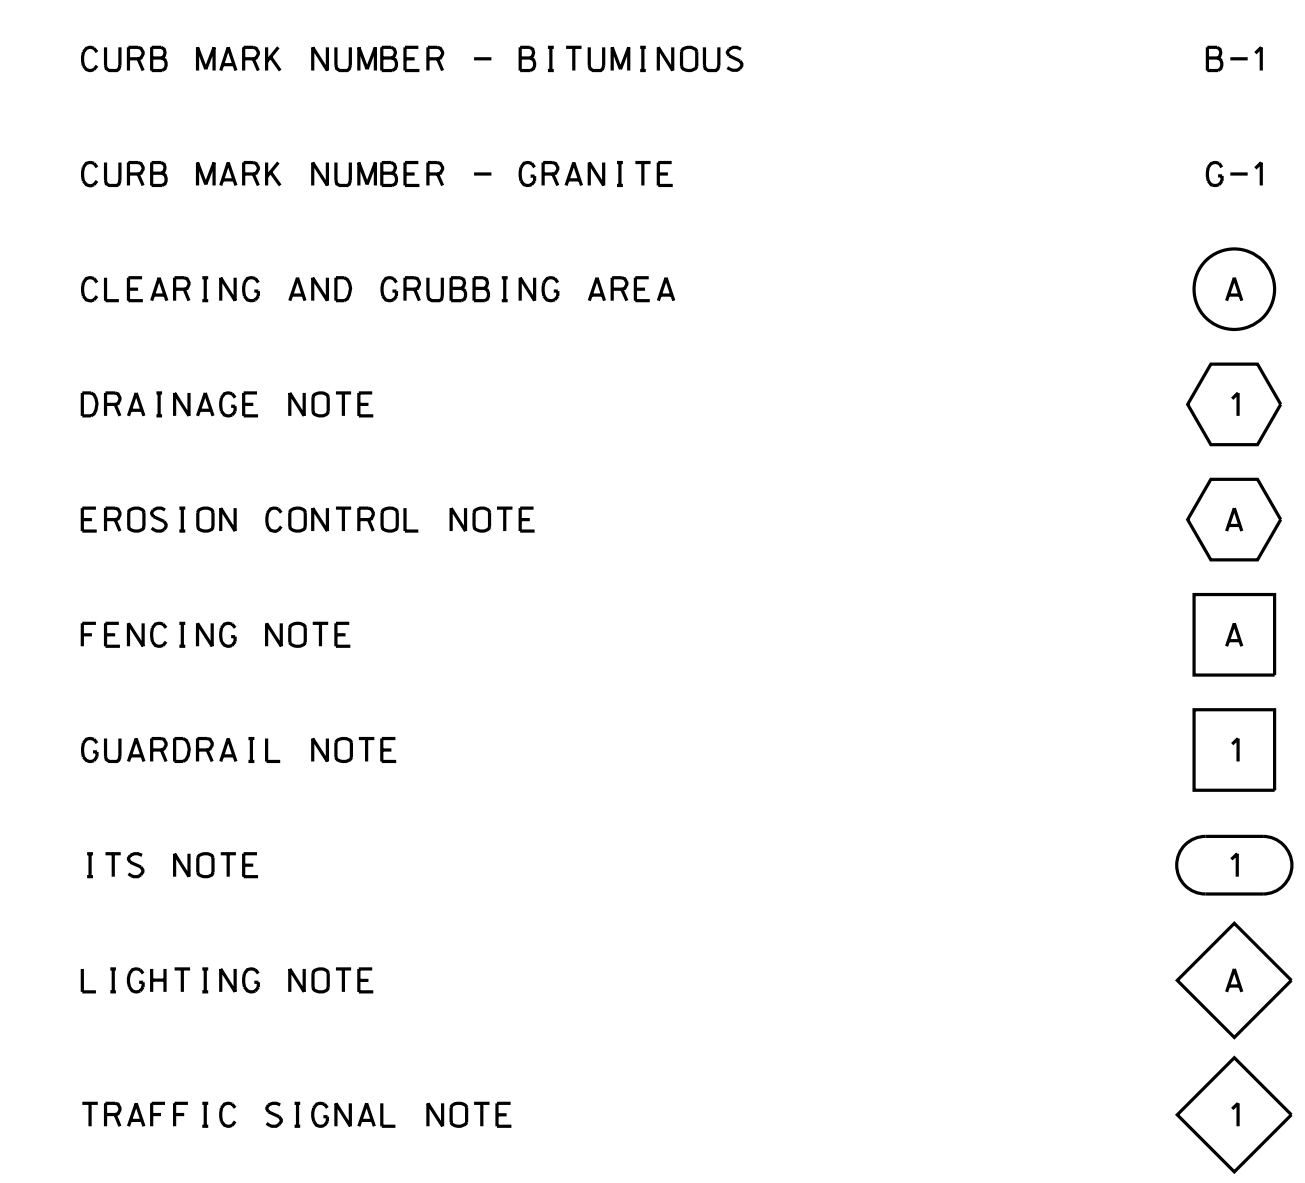 CURB MARK NUMBER - BITUMINOUS B-1
CURB MARK NUMBER - GRANITE G-1
CLEARING AND GRUBBING AREA A
DRAINAGE NOTE 1
EROSION CONTROL NOTE A
FENCING NOTE A
GUARDRAIL NOTE 1
ITS NOTE 1
LIGHTING NOTE A
TRAFFIC SIGNAL NOTE 1